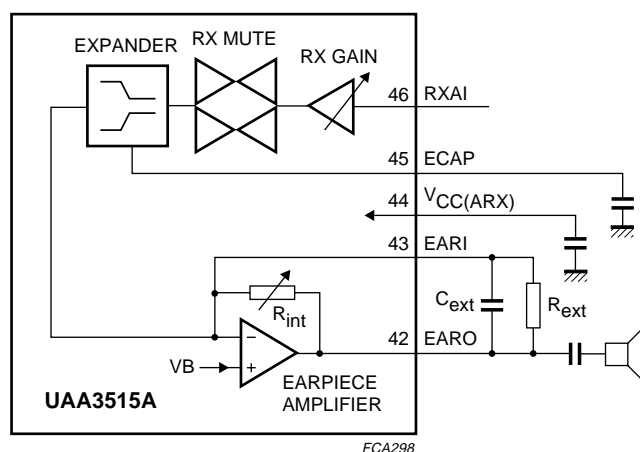 EXPANDER
RX MUTE
RX GAIN
46 RXAI
45 ECAP
44 VCC(ARX)
43 EARI
Rint
Cext
Rext
42 EARO
VB
−
+
EARPIECE
AMPLIFIER
UAA3515A
FCA298